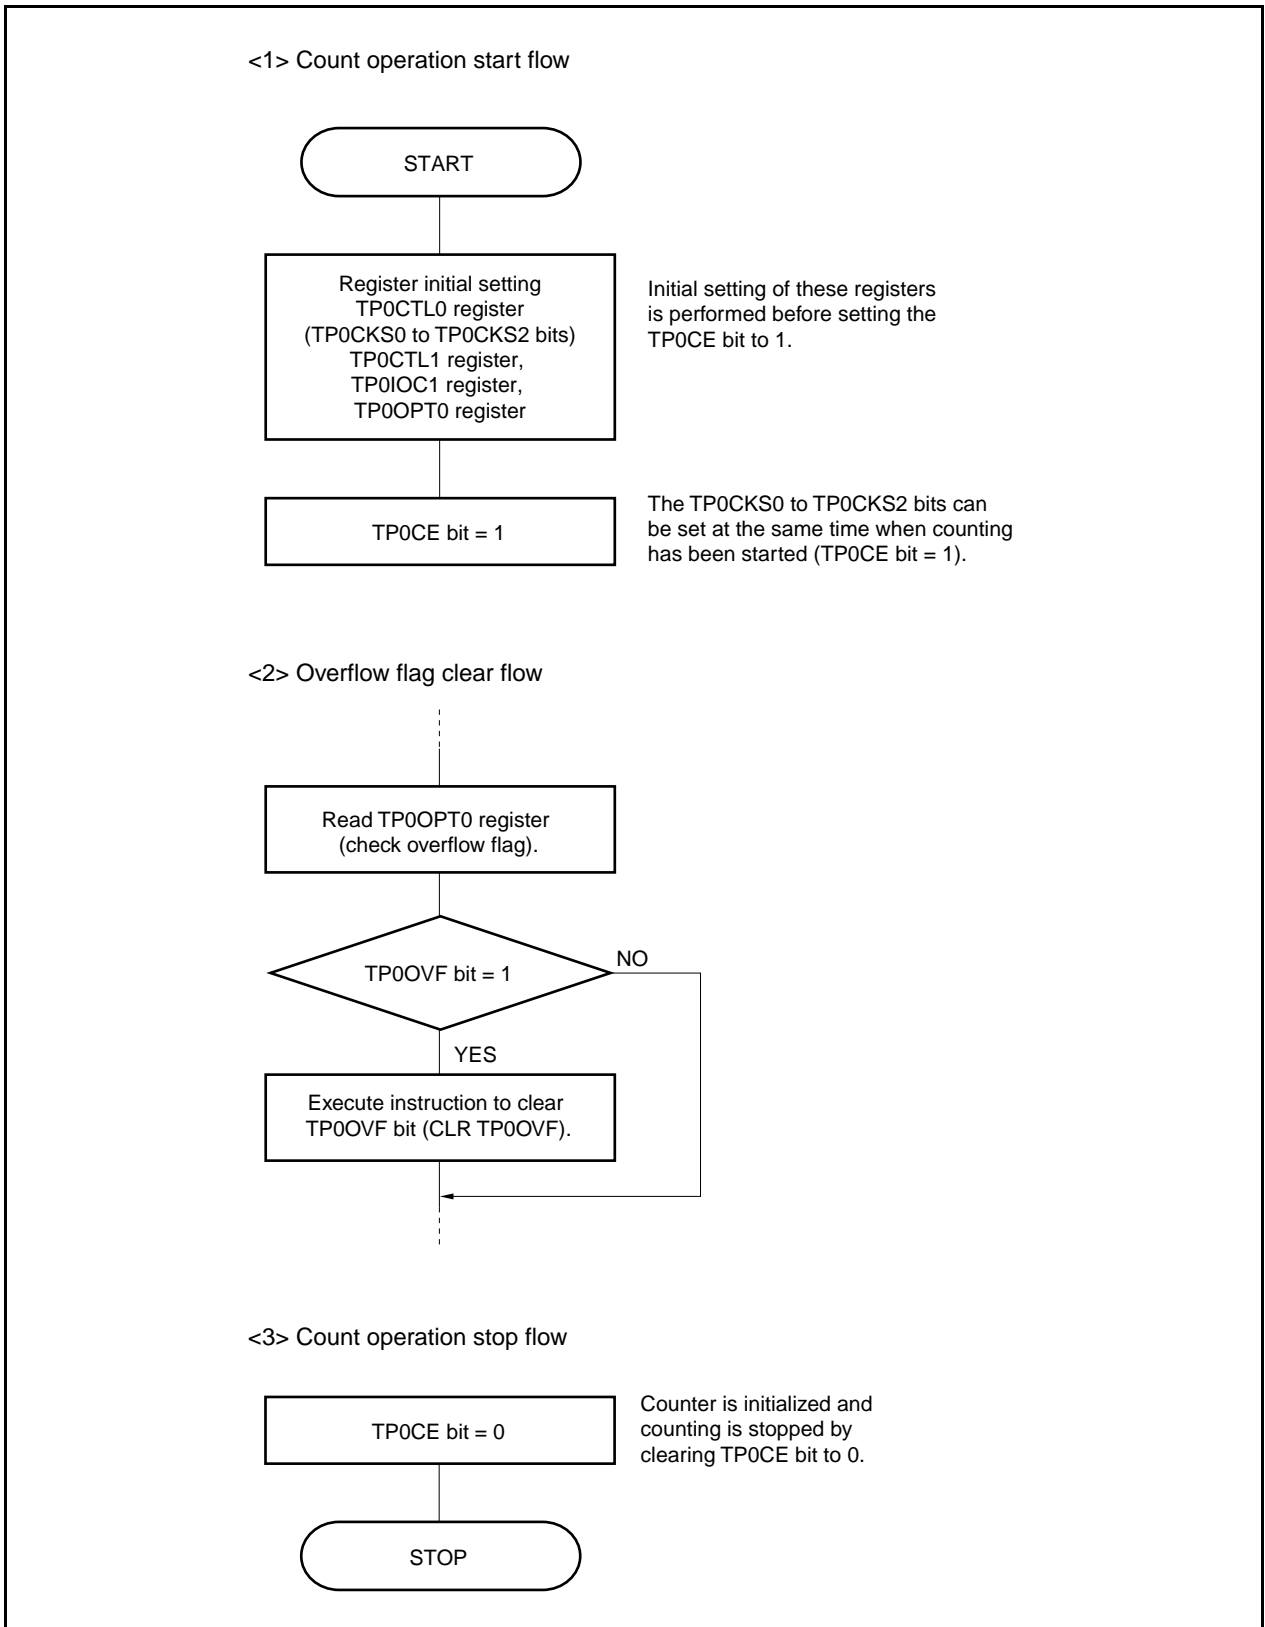 <1> Count operation start flow
START
Register initial setting
TP0CTL0 register
(TP0CKS0 to TP0CKS2 bits)
TP0CTL1 register,
TP0IOC1 register,
TP0OPT0 register
Initial setting of these registers
is performed before setting the
TP0CE bit to 1.
TP0CE bit = 1
The TP0CKS0 to TP0CKS2 bits can
be set at the same time when counting
has been started (TP0CE bit = 1).
<2> Overflow flag clear flow
Read TP0OPT0 register
(check overflow flag).
TP0OVF bit = 1
NO
YES
Execute instruction to clear
TP0OVF bit (CLR TP0OVF).
<3> Count operation stop flow
TP0CE bit = 0
Counter is initialized and
counting is stopped by
clearing TP0CE bit to 0.
STOP